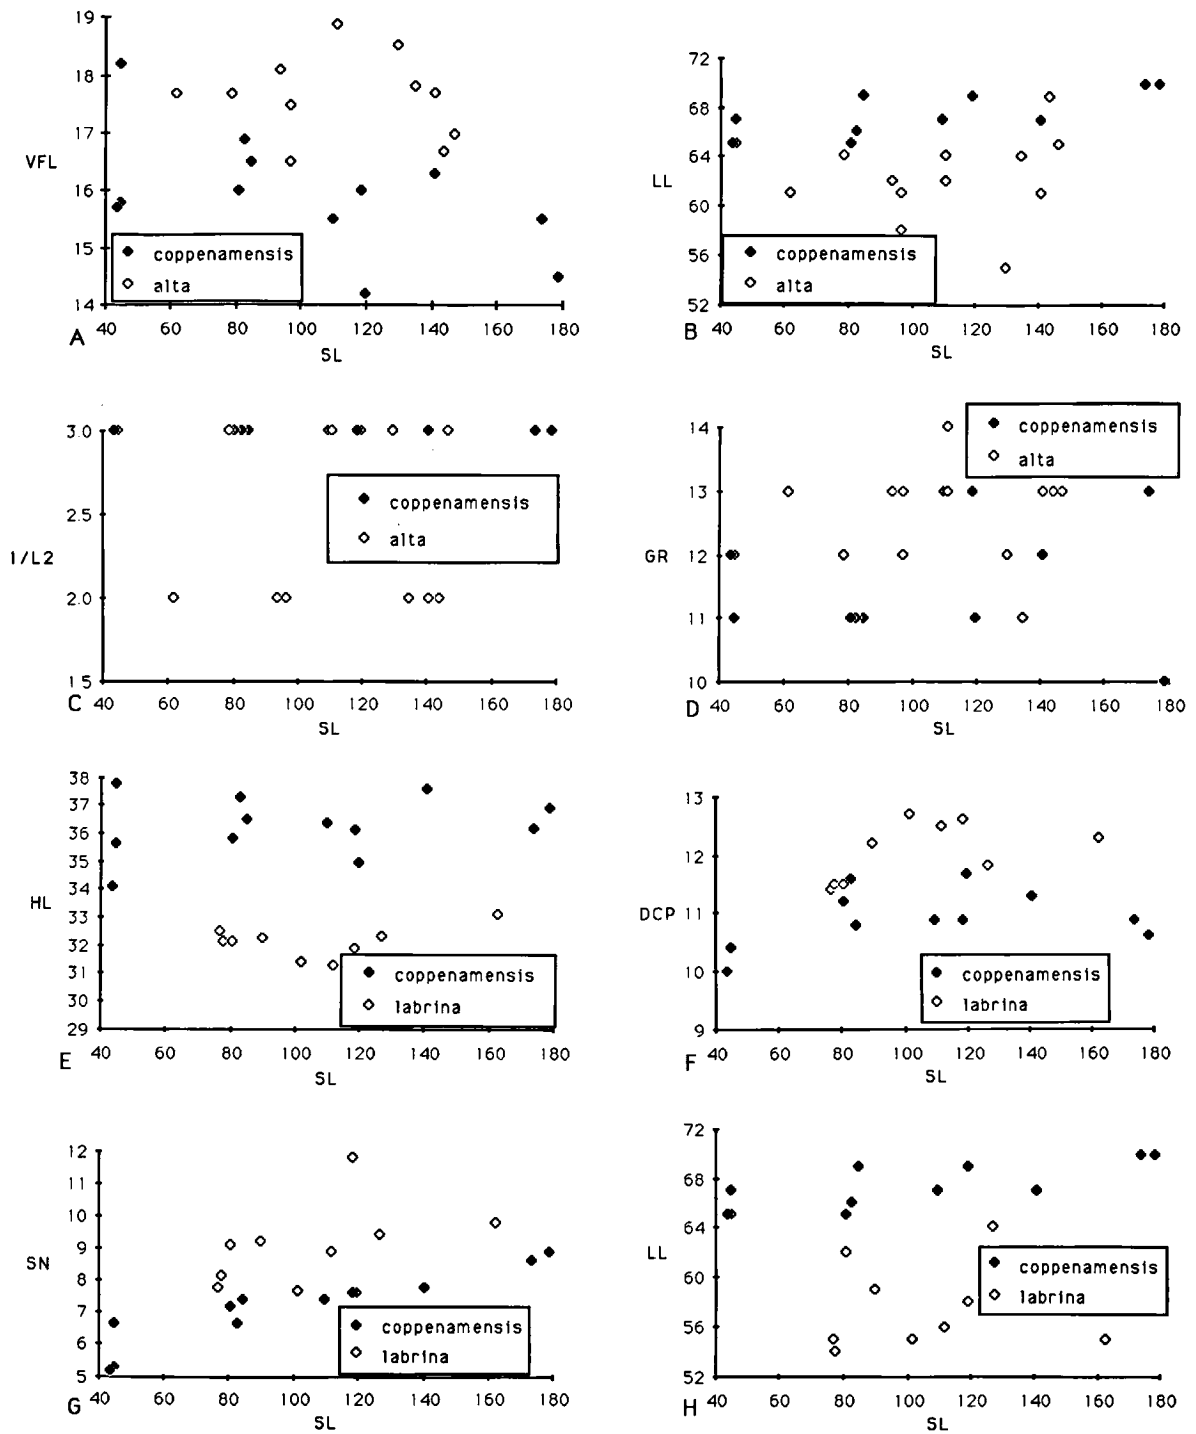 19
18
17
VFL
16
15
14
coppenamensis
alta
40 60 80 100 120 140 160 180
A
SL
72
68
64
LL
60
56
52
coppenamensis
alta
40 60 80 100 120 140 160 180
B
SL
3.0
2.5
1/L2
2.0
1 5
coppenamensis
alta
40 60 80 100 120 140 160 180
C
SL
14
13
GR 12
11
10
coppenamensis
alta
40 60 80 100 120 140 160 180
D
SL
38
37
36
35
34
HL
33
32
31
30
29
coppenamensis
labrina
40 60 80 100 120 140 160 180
E
SL
13
12
DCP 11
10
9
coppenamensis
labrina
40 60 80 100 120 140 160 180
F
SL
12
11
10
9
SN
8
7
6
5
coppenamensis
labrina
40 60 80 100 120 140 160 180
G
SL
72
68
64
LL
60
56
52
coppenamensis
labrina
40 60 80 100 120 140 160 180
H
SL